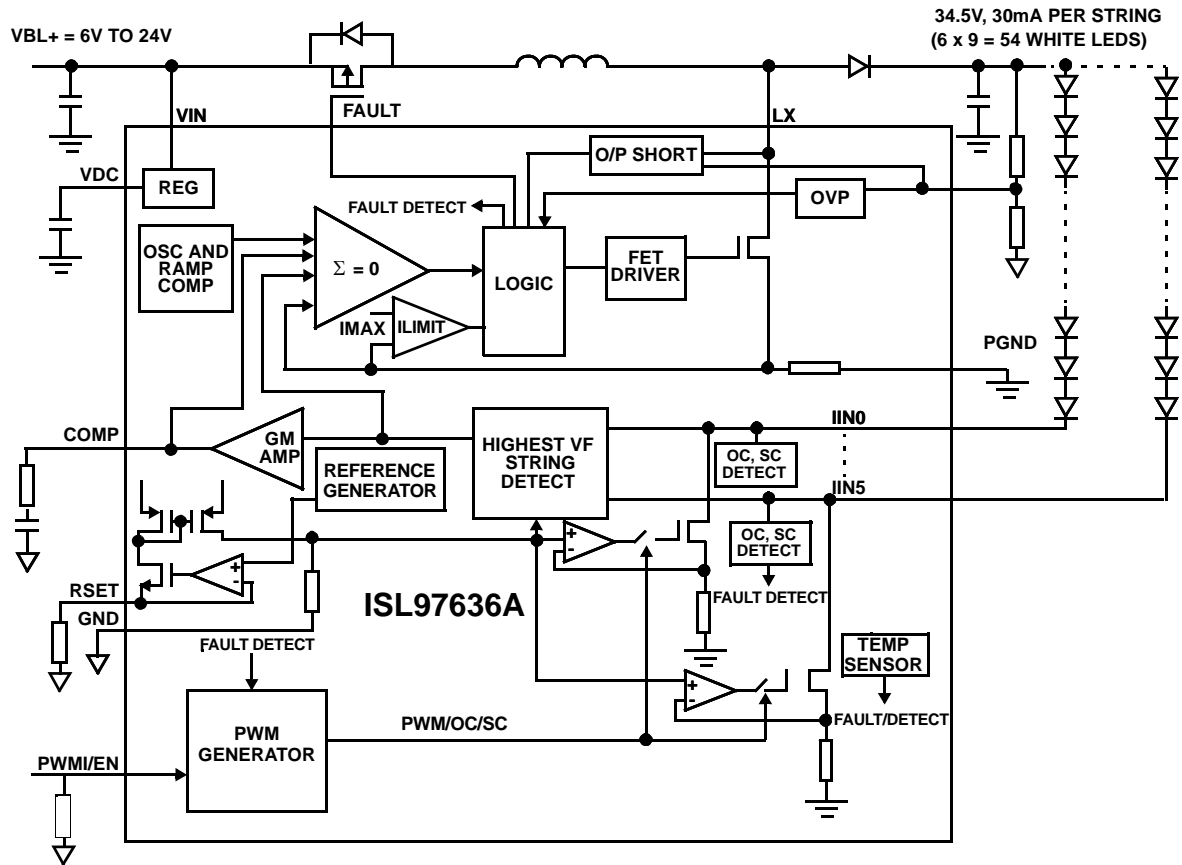 VBL+ = 6V TO 24V
34.5V, 30mA PER STRING
(6 x 9 = 54 WHITE LEDS)
FAULT
VIN
LX
O/P SHORT
VDC
REG
OVP
FAULT DETECT
OSC AND
RAMP
COMP
Σ = 0
LOGIC
FET
DRIVER
IMAX
ILIMIT
PGND
COMP
GM
AMP
HIGHEST VF
STRING
DETECT
IIN0
OC, SC
DETECT
REFERENCE
GENERATOR
IIN5
+
-
OC, SC
DETECT
+
-
RSET
GND
ISL97636A
FAULT DETECT
FAULT DETECT
TEMP
SENSOR
+
-
FAULT/DETECT
PWM/OC/SC
PWM
GENERATOR
PWMI/EN